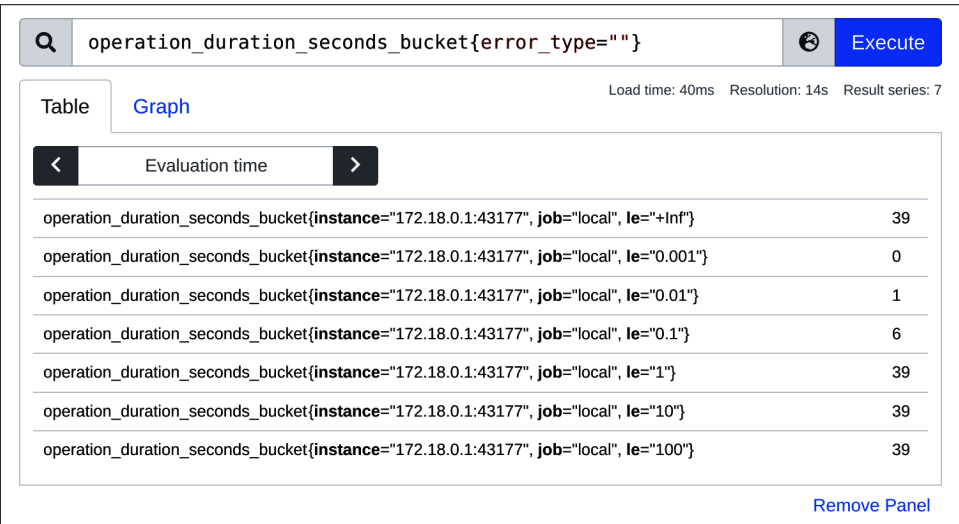 operation_duration_seconds_bucket{error_type=""} Execute
Load time: 40ms Resolution: 14s Result series: 7
Table Graph
Evaluation time
operation_duration_seconds_bucket{instance="172.18.0.1:43177", job="local", le="+Inf"} 39
operation_duration_seconds_bucket{instance="172.18.0.1:43177", job="local", le="0.001"} 0
operation_duration_seconds_bucket{instance="172.18.0.1:43177", job="local", le="0.01"} 1
operation_duration_seconds_bucket{instance="172.18.0.1:43177", job="local", le="0.1"} 6
operation_duration_seconds_bucket{instance="172.18.0.1:43177", job="local", le="1"} 39
operation_duration_seconds_bucket{instance="172.18.0.1:43177", job="local", le="10"} 39
operation_duration_seconds_bucket{instance="172.18.0.1:43177", job="local", le="100"} 39
Remove Panel